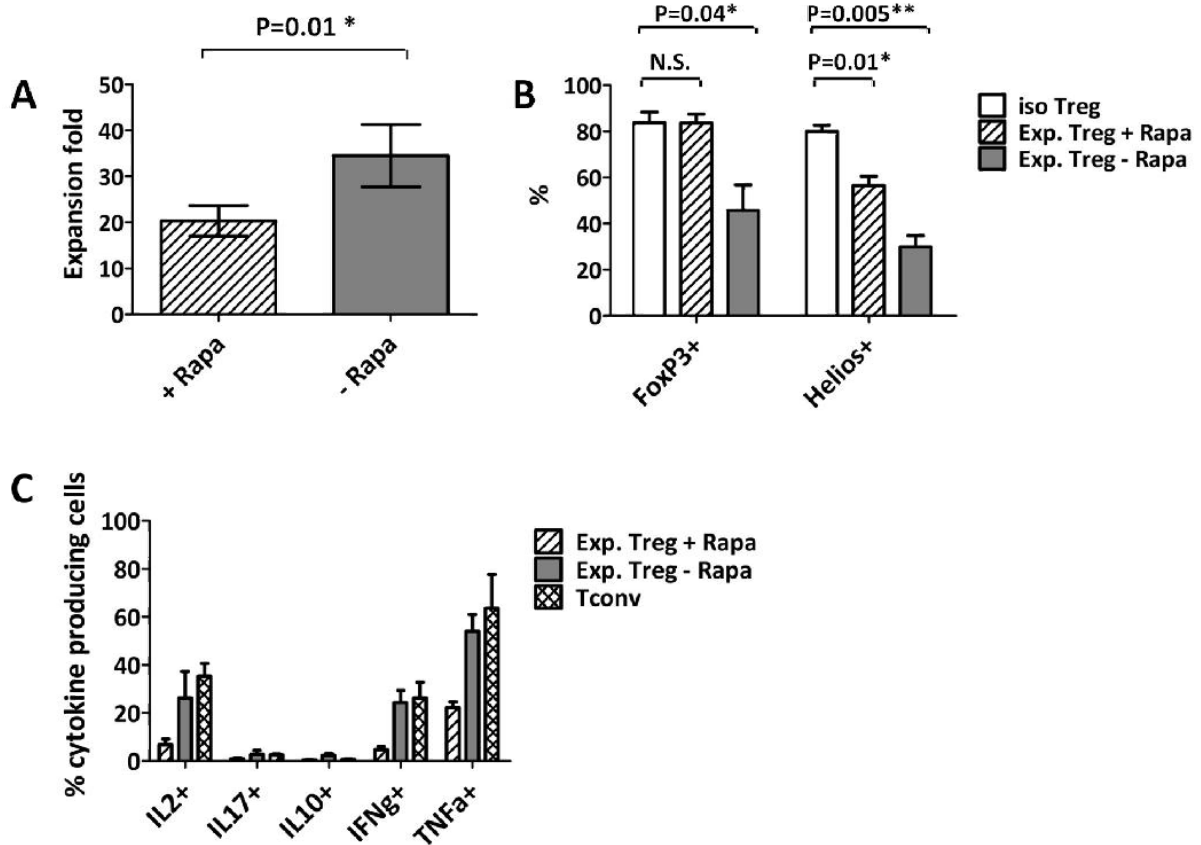 A
P=0.01 *
Expansion fold
50
40
30
20
10
0
+ Rapa
- Rapa
B
P=0.04*
P=0.005**
N.S.
P=0.01*
%
100
80
60
40
20
0
FoxP3+
Helios+
iso Treg
Exp. Treg + Rapa
Exp. Treg - Rapa
C
% cytokine producing cells
100
80
60
40
20
0
IL2+
IL17+
IL10+
IFNg+
TNFa+
Exp. Treg + Rapa
Exp. Treg - Rapa
Tconv